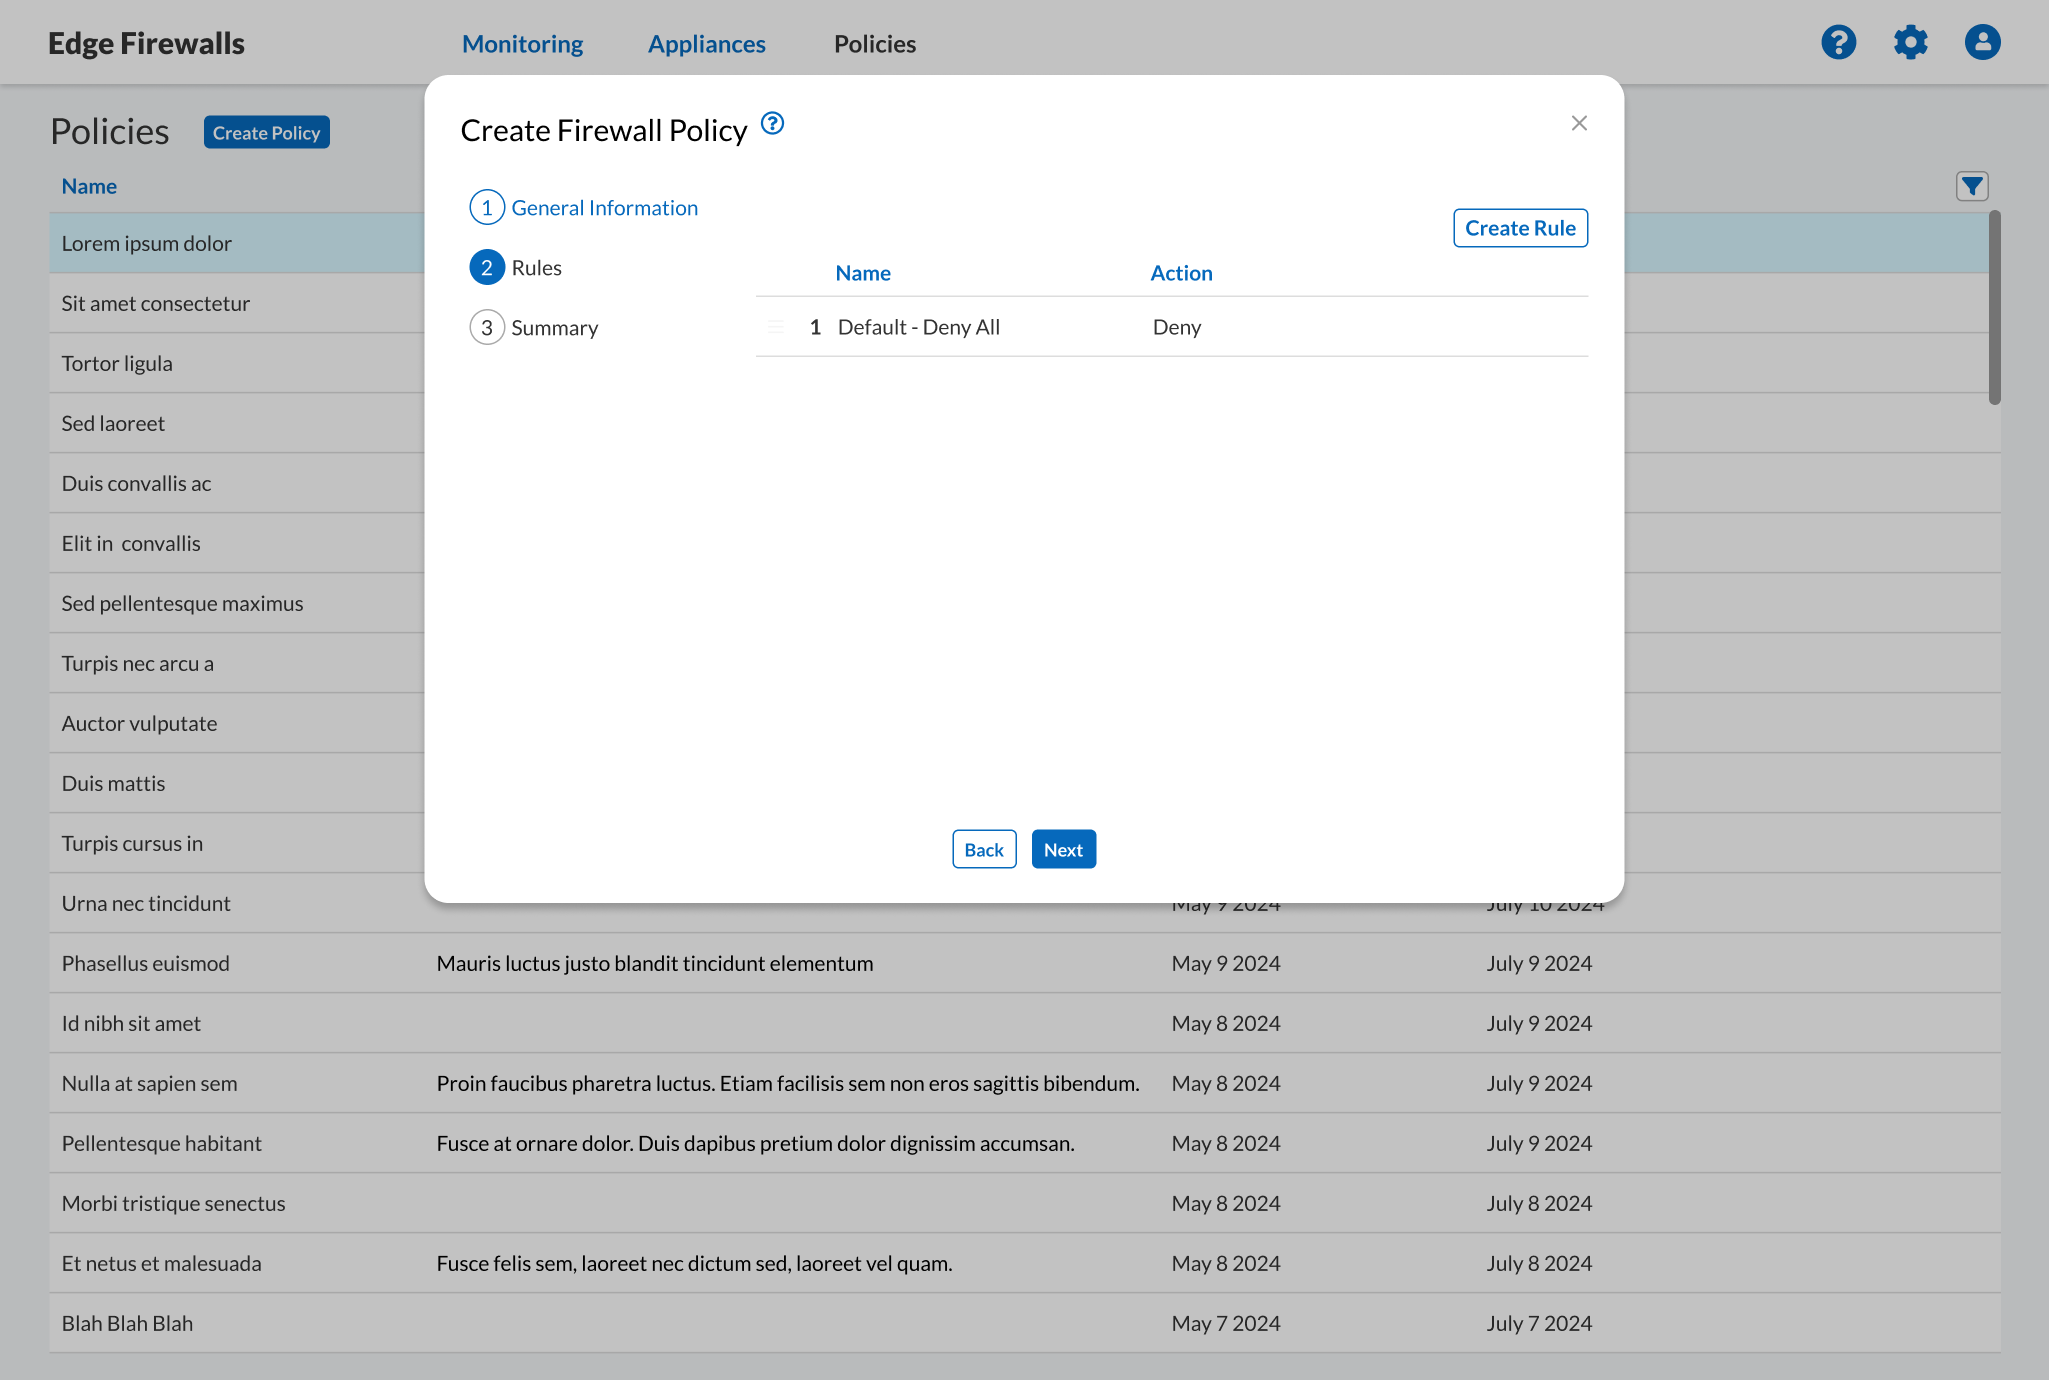 Edge Firewalls
Monitoring
Appliances
Policies
Policies
Create Policy
Name
Lorem ipsum dolor
Sit amet consectetur
Tortor ligula
Sed laoreet
Duis convallis ac
Elit in convallis
Sed pellentesque maximus
Turpis nec arcu a
Auctor vulputate
Duis mattis
Turpis cursus in
Urna nec tincidunt May 9 2024 July 10 2024
Phasellus euismod Mauris luctus justo blandit tincidunt elementum May 9 2024 July 9 2024
Id nibh sit amet May 8 2024 July 9 2024
Nulla at sapien sem Proin faucibus pharetra luctus. Etiam facilisis sem non eros sagittis bibendum. May 8 2024 July 9 2024
Pellentesque habitant Fusce at ornare dolor. Duis dapibus pretium dolor dignissim accumsan. May 8 2024 July 9 2024
Morbi tristique senectus May 8 2024 July 8 2024
Et netus et malesuada Fusce felis sem, laoreet nec dictum sed, laoreet vel quam. May 8 2024 July 8 2024
Blah Blah Blah May 7 2024 July 7 2024
Create Firewall Policy ?
1 General Information
2 Rules
3 Summary
Create Rule
Name Action
1 Default - Deny All Deny
Back
Next